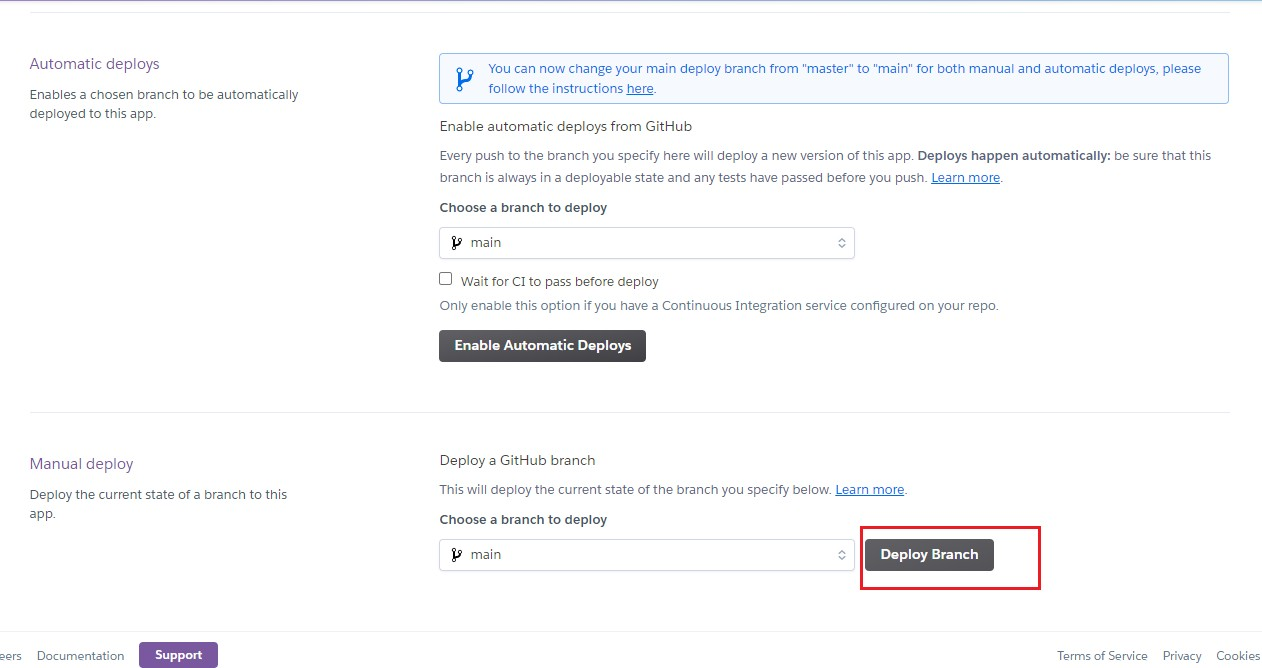 Automatic deploys
Enables a chosen branch to be automatically
deployed to this app.
You can now change your main deploy branch from "master" to "main" for both manual and automatic deploys, please
follow the instructions here.
Enable automatic deploys from GitHub
Every push to the branch you specify here will deploy a new version of this app. Deploys happen automatically: be sure that this
branch is always in a deployable state and any tests have passed before you push. Learn more.
Choose a branch to deploy
main
Wait for CI to pass before deploy
Only enable this option if you have a Continuous Integration service configured on your repo.
Enable Automatic Deploys
Manual deploy
Deploy the current state of a branch to this
app.
Deploy a GitHub branch
This will deploy the current state of the branch you specify below. Learn more.
Choose a branch to deploy
main
Deploy Branch
eers Documentation Support Terms of Service Privacy Cookies